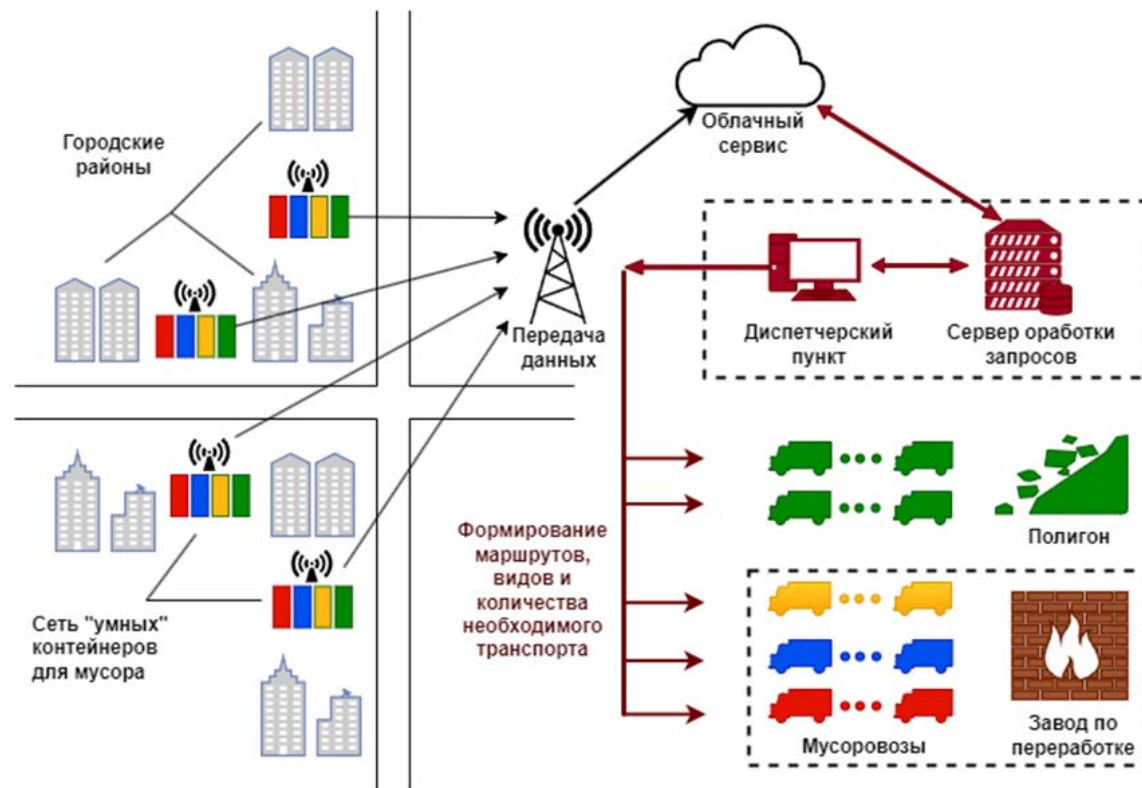 Городские
районы
Облачный
сервис
Передача
данных
Диспетчерский
пункт
Сервер оработки
запросов
Сеть "умных"
контейнеров
для мусора
Формирование
маршрутов,
видов и
количества
необходимого
транспорта
Полигон
Мусоровозы
Завод по
переработке